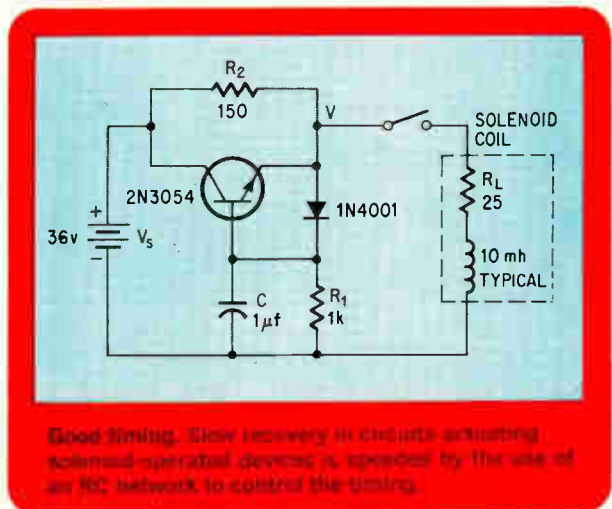 R2
150
V
SOLENOID
COIL
2N3054
1N4001
RL
25
+
36v
VS
−
10 mh
TYPICAL
C
1μf
R1
1k
Good timing. Slow recovery in circuits actuating
solenoid-operated devices is speeded by the use of
an RC network to control the timing.